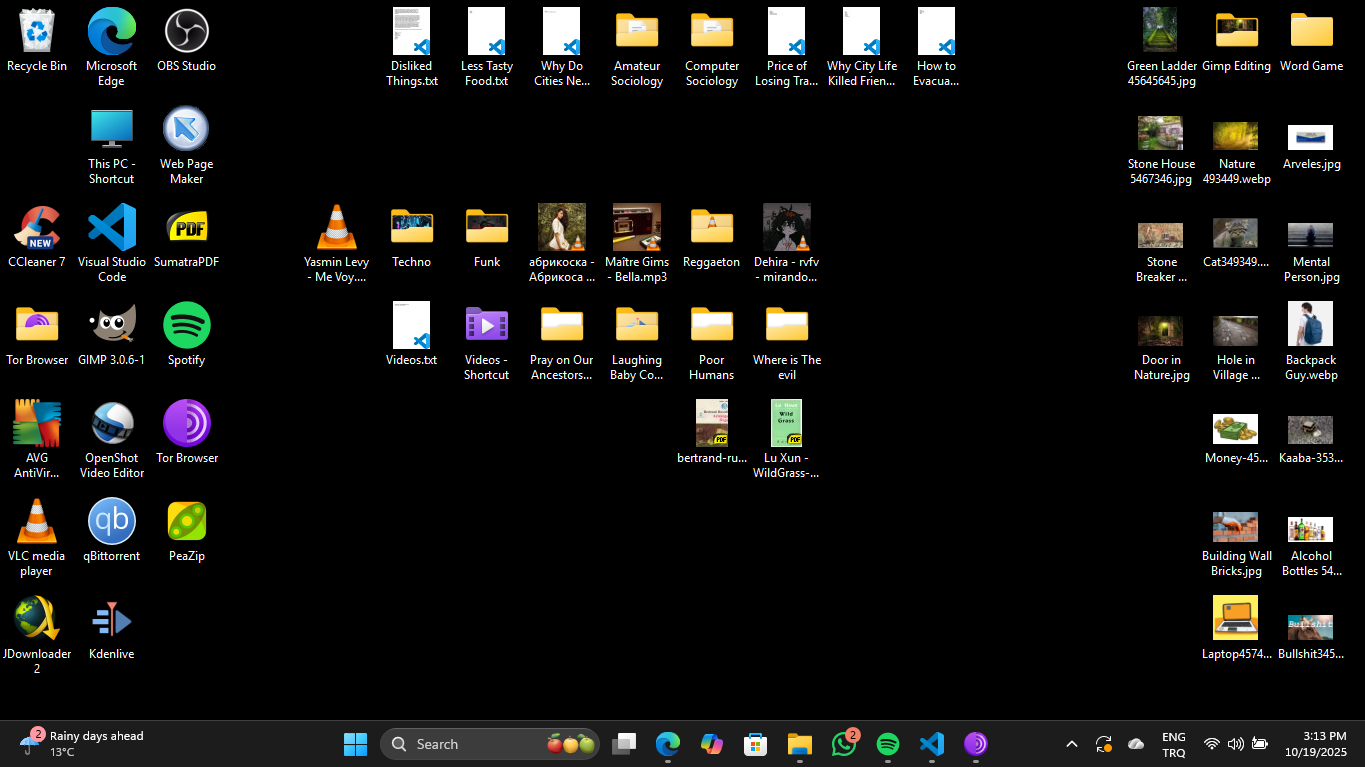 Recycle Bin
Microsoft
Edge
OBS Studio
Disliked
Things.txt
Less Tasty
Food.txt
Why Do
Cities Ne...
Amateur
Sociology
Computer
Sociology
Price of
Losing Tra...
Why City Life
Killed Frien...
How to
Evacua...
Green Ladder
45645645.jpg
Gimp Editing
Word Game
This PC -
Shortcut
Web Page
Maker
Stone House
5467346.jpg
Nature
493449.webp
Arveles.jpg
NEW
CCleaner 7
Visual Studio
Code
PDF
SumatraPDF
Yasmin Levy
- Me Voy....
Techno
Funk
абрикоска -
Абрикоса ...
Maître Gims
- Bella.mp3
Reggaeton
Dehira - rvfv
- mirando...
Stone
Breaker ...
Cat349349....
Mental
Person.jpg
Tor Browser
GIMP 3.0.6-1
Spotify
Videos.txt
Videos -
Shortcut
Pray on Our
Ancestors...
Laughing
Baby Co...
Poor
Humans
Where is The
evil
Door in
Nature.jpg
Hole in
Village ...
Backpack
Guy.webp
AVG
AntiVir...
OpenShot
Video Editor
Tor Browser
PDF
bertrand-ru...
Lu Xun
Wild
Grass
PDF
Lu Xun -
WildGrass-...
Money-45...
Kaaba-353...
VLC media
player
qb
qBittorrent
PeaZip
Building Wall
Bricks.jpg
Alcohol
Bottles 54...
JDownloader
2
Kdenlive
Laptop4574...
Bullshit
Bullshit345...
2
Rainy days ahead
13°C
Search
2
ENG
TRQ
3:13 PM
10/19/2025